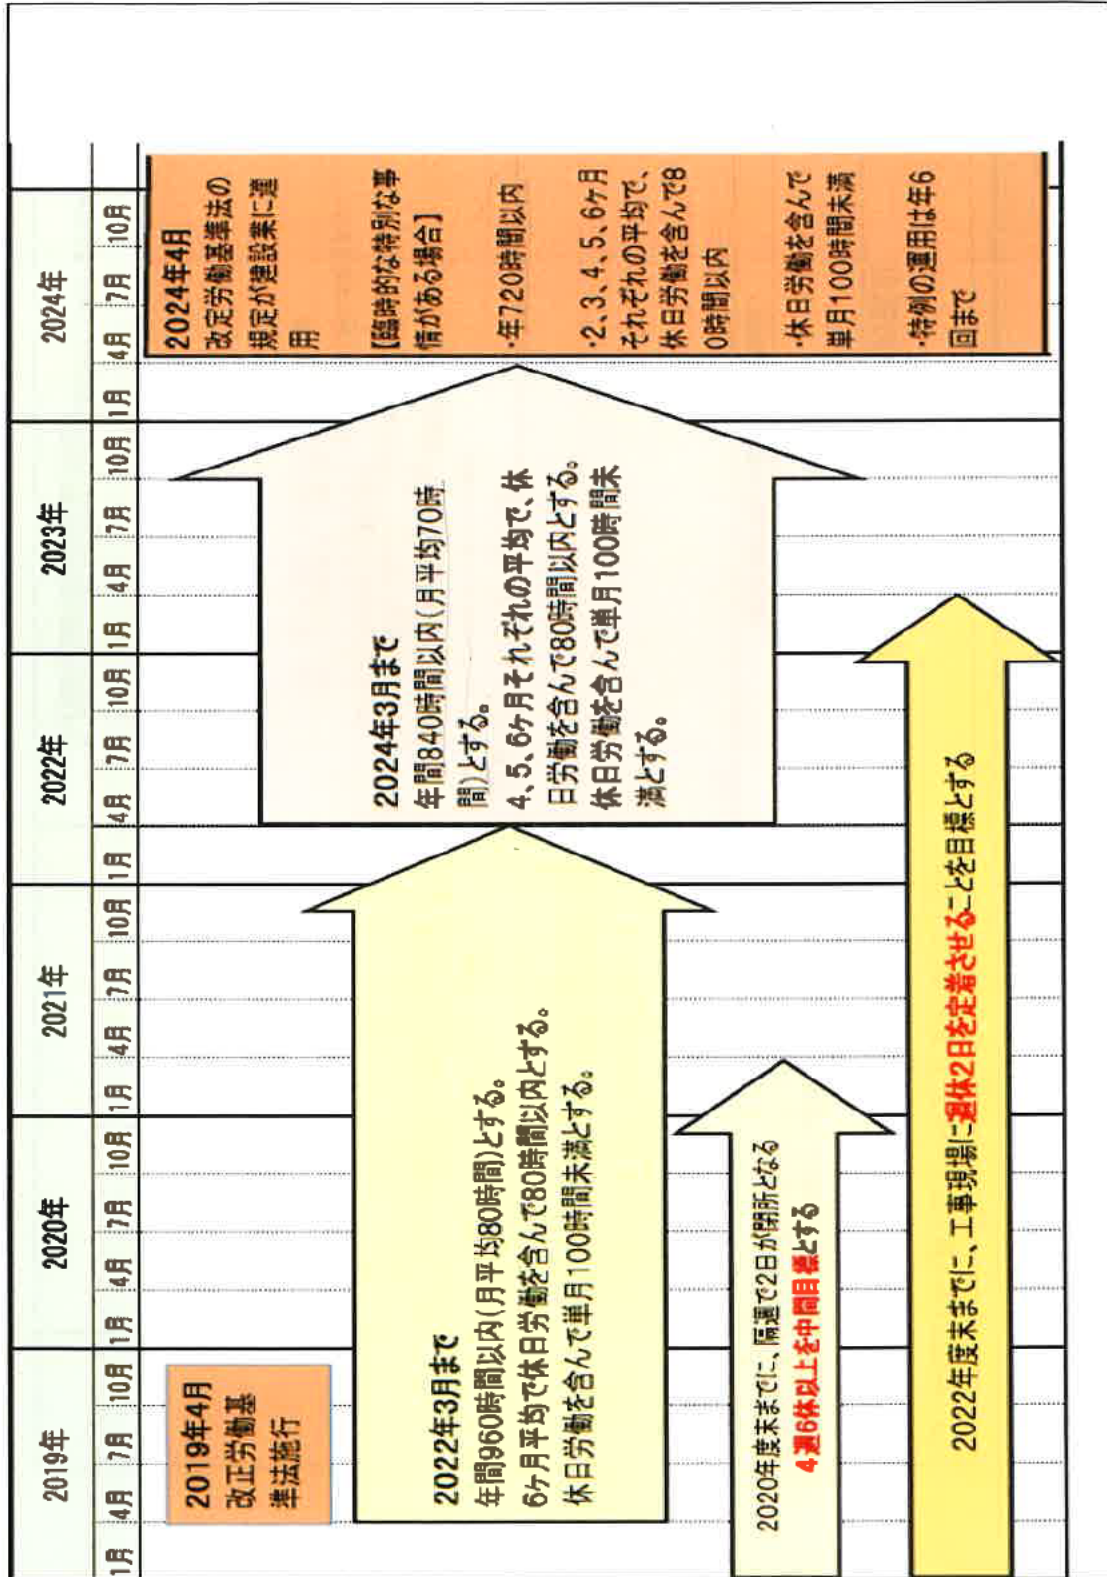 2019年 2020年 2021年 2022年 2023年 2024年
1月 4月 7月 10月 1月 4月 7月 10月 1月 4月 7月 10月 1月 4月 7月 10月 1月 4月 7月 10月 1月 4月 7月 10月
2019年4月
改正労働基
準法施行
2022年3月まで
年間960時間以内(月平均80時間)とする。
6ヶ月平均で休日労働を含んで80時間以内とする。
休日労働を含んで単月100時間未満とする。
2024年3月まで
年間840時間以内(月平均70時
間)とする。
4、5、6ヶ月それぞれの平均で、休
日労働を含んで80時間以内とする。
休日労働を含んで単月100時間未
満とする。
2024年4月
改定労働基準法の
規定が建設業に適
用
【臨時的な特別な事
情がある場合】
・年720時間以内
・2、3、4、5、6ヶ月
それぞれの平均で、
休日労働を含んで8
0時間以内
・休日労働を含んで
単月100時間未満
・特例の運用は年6
回まで
2020年度末までに、隔週で2日が閉所となる
4週6休以上を中間目標とする
2022年度末までに、工事現場に週休2日を定着させることを目標とする